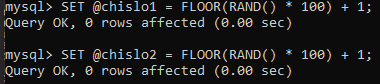 mysql> SET @chislo1 = FLOOR(RAND() * 100) + 1;
Query OK, 0 rows affected (0.00 sec)
mysql> SET @chislo2 = FLOOR(RAND() * 100) + 1;
Query OK, 0 rows affected (0.00 sec)